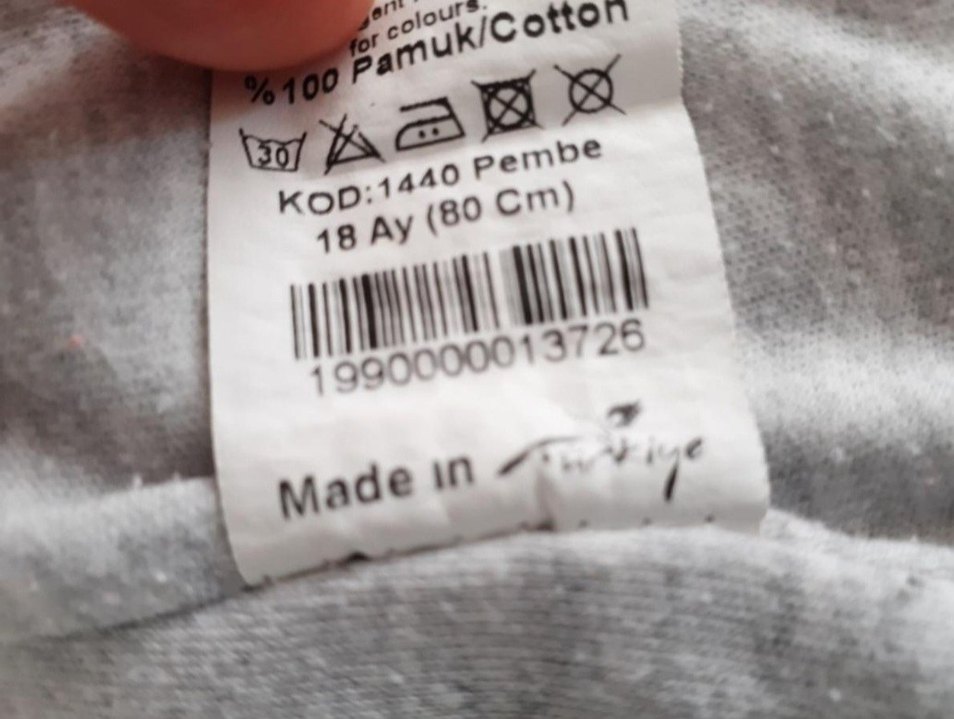 for colours.
%100 Pamuk/Cotton
30
KOD:1440 Pembe
18 Ay (80 Cm)
1990000013726
Made in Türkiye